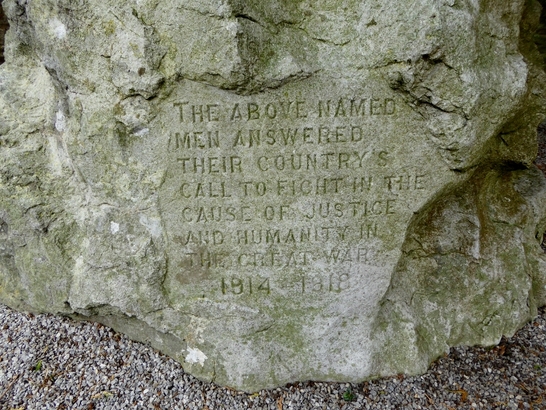 THE ABOVE NAMED
MEN ANSWERED
THEIR COUNTRY'S
CALL TO FIGHT IN THE
CAUSE OF JUSTICE
AND HUMANITY IN
THE GREAT WAR
1914 - 1918